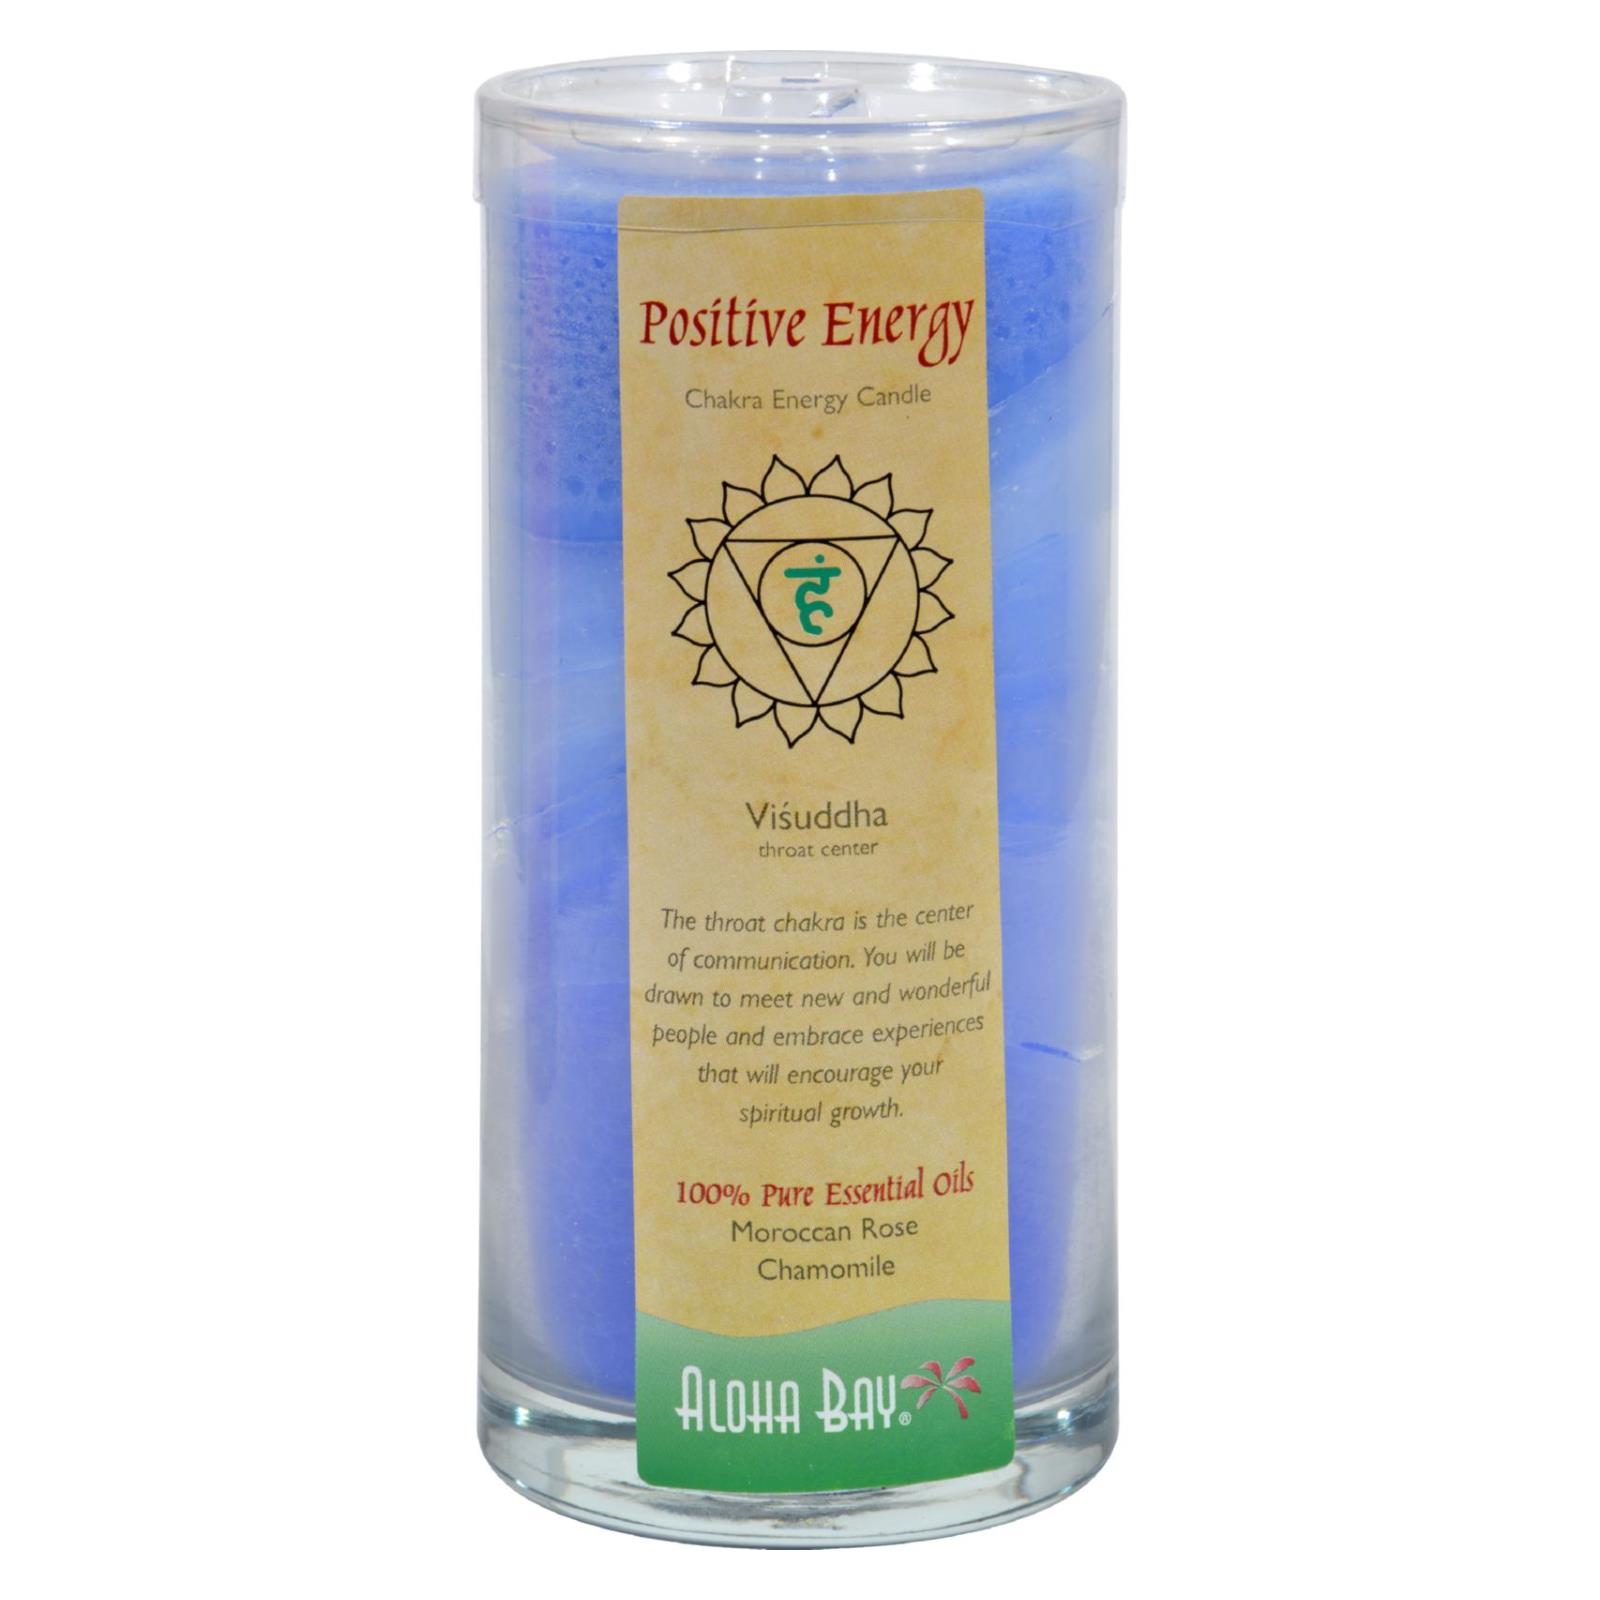 Positive Energy
Chakra Energy Candle
हं
Viśuddha
throat center
The throat chakra is the center
of communication. You will be
drawn to meet new and wonderful
people and embrace experiences
that will encourage your
spiritual growth.
100% Pure Essential Oils
Moroccan Rose
Chamomile
ALOHA BAY®